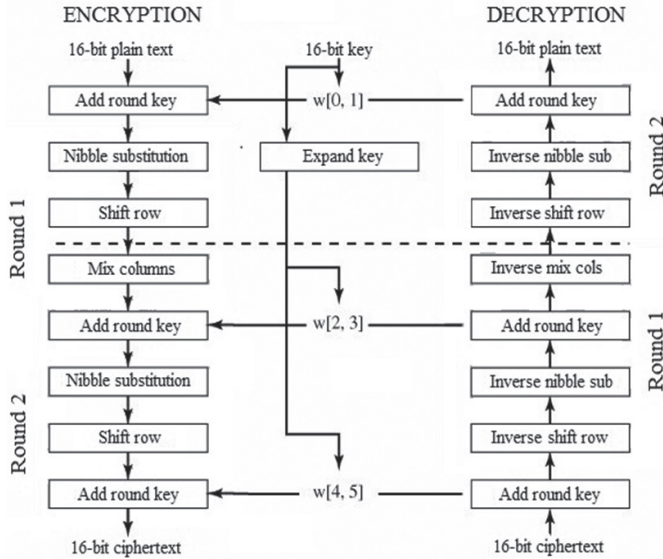 ENCRYPTION
16-bit plain text
Add round key
Nibble substitution
Shift row
Mix columns
Add round key
Nibble substitution
Shift row
Add round key
16-bit ciphertext
Round 1
Round 2
16-bit key
w[0, 1]
Expand key
w[2, 3]
w[4, 5]
DECRYPTION
16-bit plain text
Add round key
Inverse nibble sub
Inverse shift row
Inverse mix cols
Add round key
Inverse nibble sub
Inverse shift row
Add round key
16-bit ciphertext
Round 2
Round 1